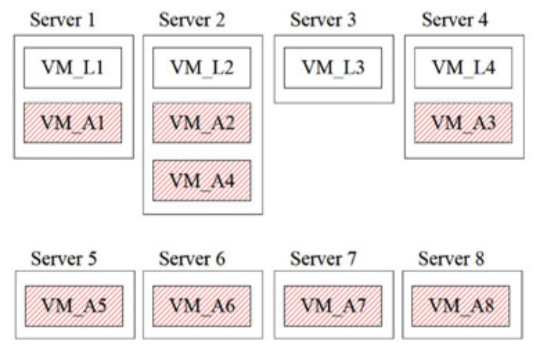 Server 1 Server 2 Server 3 Server 4
VM_L1 VM_L2 VM_L3 VM_L4
VM_A1 VM_A2 VM_A3
VM_A4
Server 5 Server 6 Server 7 Server 8
VM_A5 VM_A6 VM_A7 VM_A8